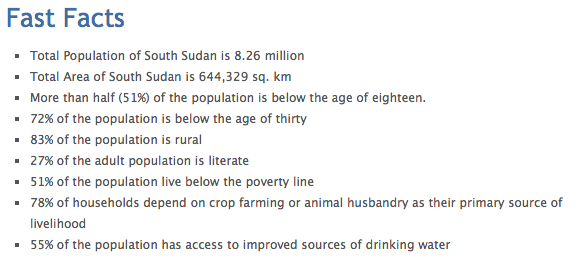 Fast Facts
Total Population of South Sudan is 8.26 million
Total Area of South Sudan is 644,329 sq. km
More than half (51%) of the population is below the age of eighteen.
72% of the population is below the age of thirty
83% of the population is rural
27% of the adult population is literate
51% of the population live below the poverty line
78% of households depend on crop farming or animal husbandry as their primary source of
livelihood
55% of the population has access to improved sources of drinking water